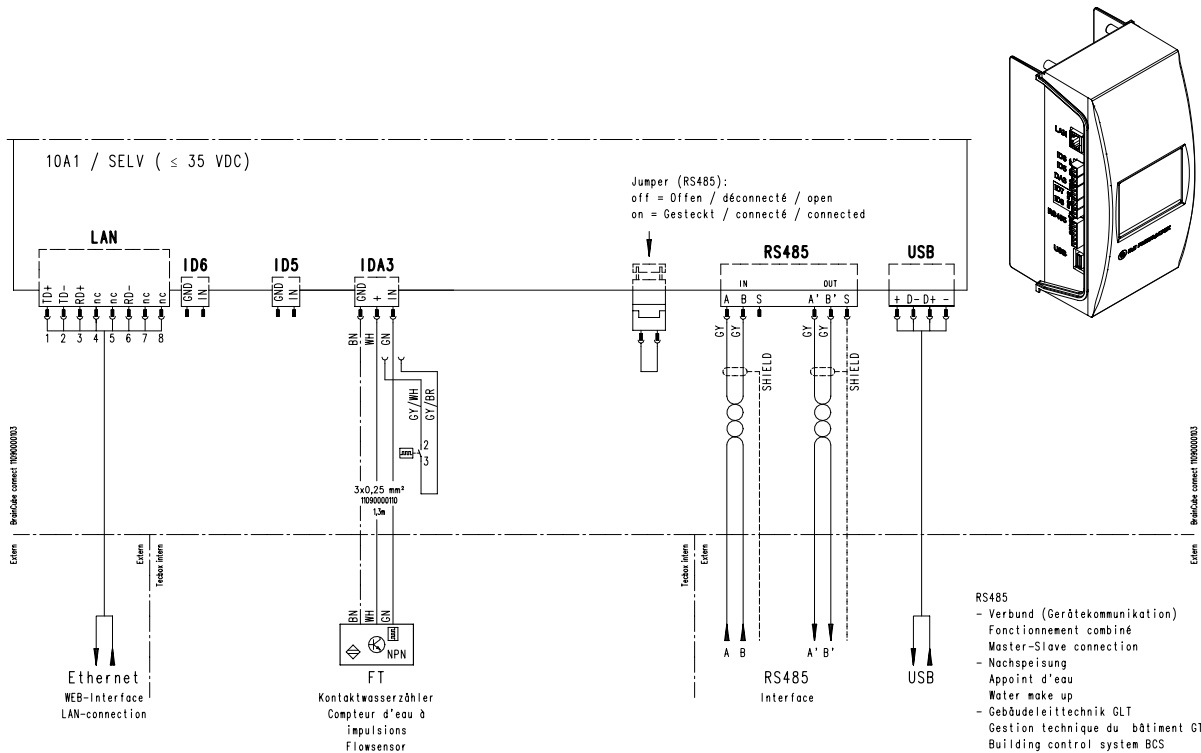 10A1 / SELV ( ≤ 35 VDC)
Jumper (RS485):
off = Offen / déconnecté / open
on = Gesteckt / connecté / connected
LAN
ID6
ID5
IDA3
RS485
USB
TD+ TD- RD+ nc nc RD- nc nc
GND IN
GND IN
GND + IN
IN
OUT
A B S
A' B' S
+ D- D+ -
1 2 3 4 5 6 7 8
BN WH GN
GY GY
GY GY
SHIELD
SHIELD
GY/WH
GY/BR
2
3
3x0,25 mm²
11090000110
1,3m
BrainCube connect 11090000103
BrainCube connect 11090000103
Extern
Extern
Tecbox intern
Tecbox intern
Extern
Extern
BN WH GN
NPN
A B
A' B'
Ethernet
WEB-Interface
LAN-connection
FT
Kontaktwasserzähler
Compteur d'eau à
impulsions
Flowsensor
RS485
Interface
USB
RS485
- Verbund (Gerätekommunikation)
Fonctionnement combiné
Master-Slave connection
- Nachspeisung
Appoint d'eau
Water make up
- Gebäudeleittechnik GLT
Gestion technique du bâtiment GT
Building control system BCS
LAN
RS485
USB